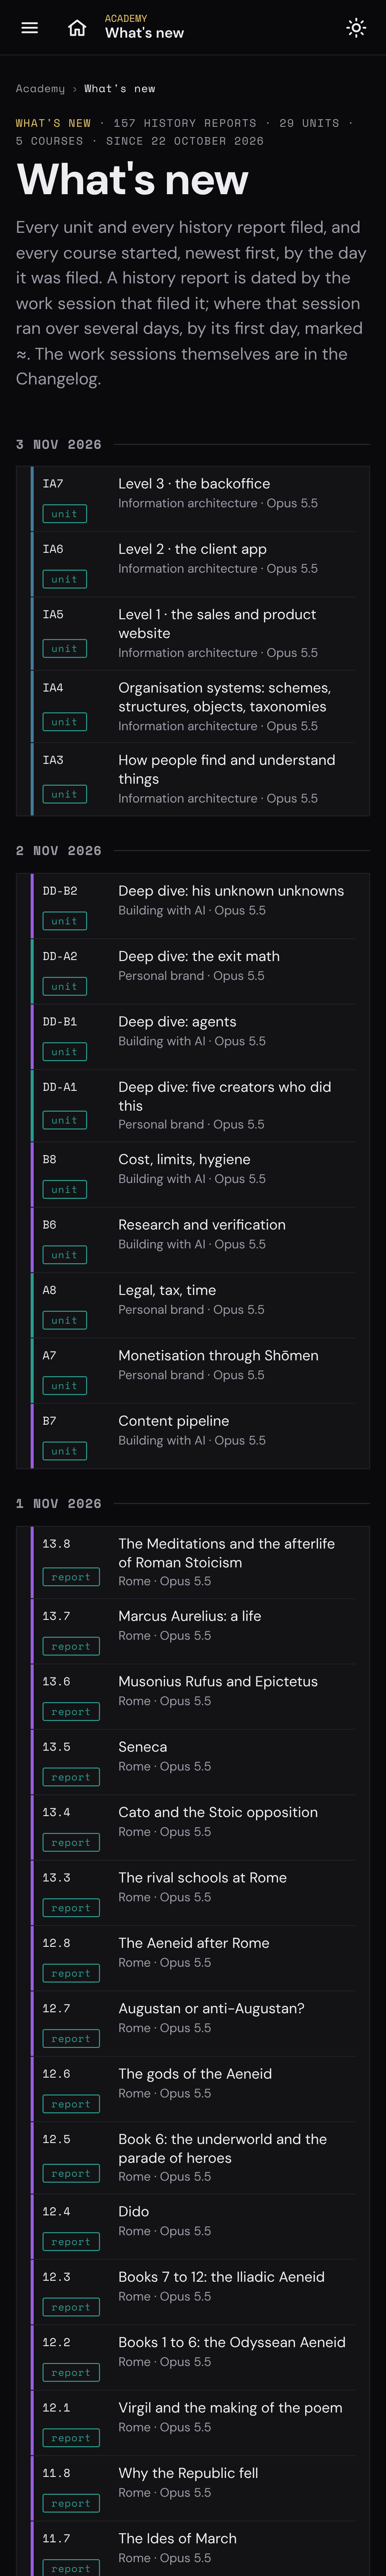 ACADEMY
What's new
Academy › What's new
WHAT'S NEW · 157 HISTORY REPORTS · 29 UNITS ·
5 COURSES · SINCE 22 OCTOBER 2026
What's new
Every unit and every history report filed, and
every course started, newest first, by the day
it was filed. A history report is dated by the
work session that filed it; where that session
ran over several days, by its first day, marked
≈. The work sessions themselves are in the
Changelog.
3 NOV 2026
IA7
Level 3 · the backoffice
Information architecture · Opus 5.5
unit
IA6
Level 2 · the client app
Information architecture · Opus 5.5
unit
IA5
Level 1 · the sales and product
website
Information architecture · Opus 5.5
unit
IA4
Organisation systems: schemes,
structures, objects, taxonomies
Information architecture · Opus 5.5
unit
IA3
How people find and understand
things
Information architecture · Opus 5.5
unit
2 NOV 2026
DD-B2
Deep dive: his unknown unknowns
Building with AI · Opus 5.5
unit
DD-A2
Deep dive: the exit math
Personal brand · Opus 5.5
unit
DD-B1
Deep dive: agents
Building with AI · Opus 5.5
unit
DD-A1
Deep dive: five creators who did
this
Personal brand · Opus 5.5
unit
B8
Cost, limits, hygiene
Building with AI · Opus 5.5
unit
B6
Research and verification
Building with AI · Opus 5.5
unit
A8
Legal, tax, time
Personal brand · Opus 5.5
unit
A7
Monetisation through Shōmen
Personal brand · Opus 5.5
unit
B7
Content pipeline
Building with AI · Opus 5.5
unit
1 NOV 2026
13.8
The Meditations and the afterlife
of Roman Stoicism
Rome · Opus 5.5
report
13.7
Marcus Aurelius: a life
Rome · Opus 5.5
report
13.6
Musonius Rufus and Epictetus
Rome · Opus 5.5
report
13.5
Seneca
Rome · Opus 5.5
report
13.4
Cato and the Stoic opposition
Rome · Opus 5.5
report
13.3
The rival schools at Rome
Rome · Opus 5.5
report
12.8
The Aeneid after Rome
Rome · Opus 5.5
report
12.7
Augustan or anti-Augustan?
Rome · Opus 5.5
report
12.6
The gods of the Aeneid
Rome · Opus 5.5
report
12.5
Book 6: the underworld and the
parade of heroes
Rome · Opus 5.5
report
12.4
Dido
Rome · Opus 5.5
report
12.3
Books 7 to 12: the Iliadic Aeneid
Rome · Opus 5.5
report
12.2
Books 1 to 6: the Odyssean Aeneid
Rome · Opus 5.5
report
12.1
Virgil and the making of the poem
Rome · Opus 5.5
report
11.8
Why the Republic fell
Rome · Opus 5.5
report
11.7
The Ides of March
Rome · Opus 5.5
report